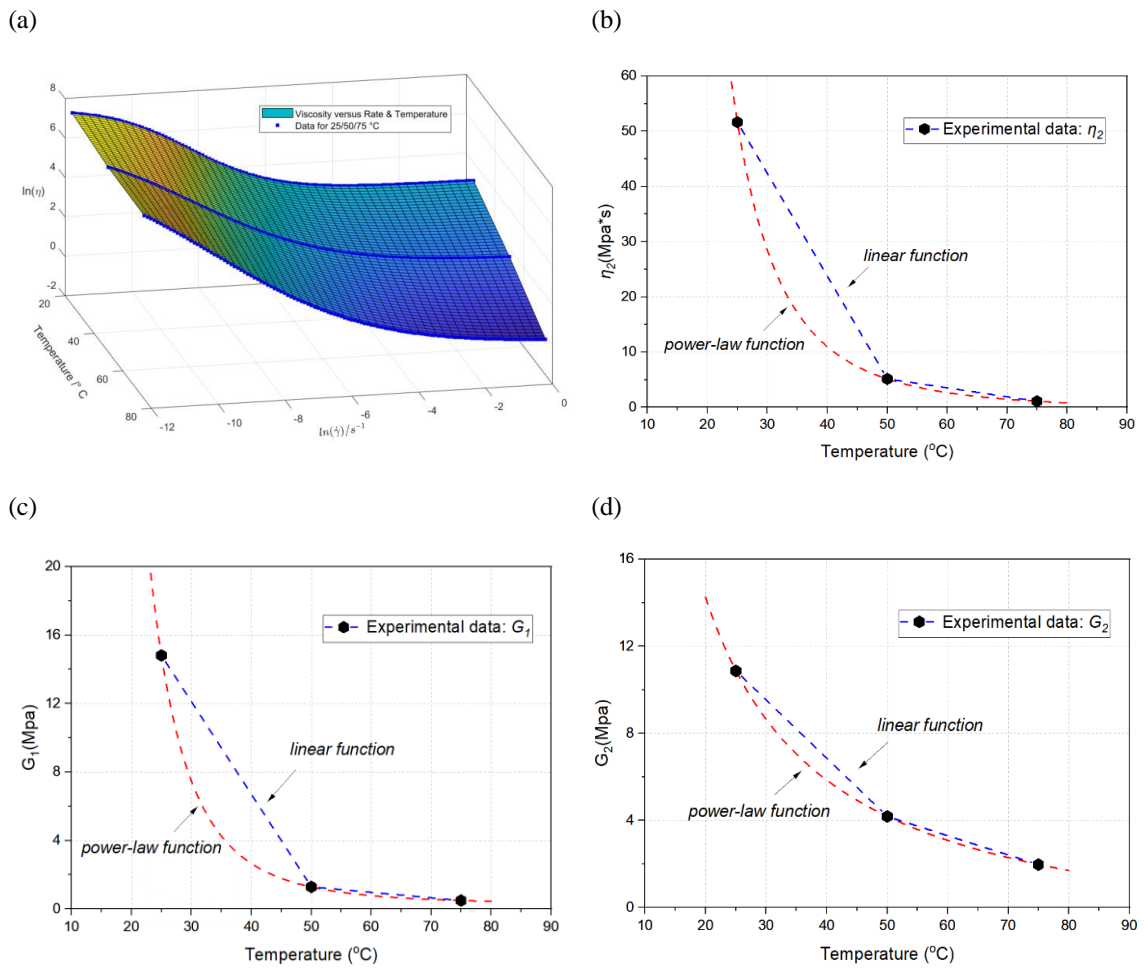 (a)
8
6
4
ln(η)
2
0
-2
20
40
60
80
Temperature /° C
-12
-10
-8
-6
-4
-2
0
ln(γ̇)/s⁻¹
Viscosity versus Rate & Temperature
Data for 25/50/75 °C
(b)
60
50
40
30
20
10
0
η₂(Mpa*s)
Experimental data: η₂
linear function
power-law function
10 20 30 40 50 60 70 80 90
Temperature (°C)
(c)
20
16
12
8
4
0
G₁(Mpa)
Experimental data: G₁
linear function
power-law function
10 20 30 40 50 60 70 80 90
Temperature (°C)
(d)
16
12
8
4
0
G₂(Mpa)
Experimental data: G₂
linear function
power-law function
10 20 30 40 50 60 70 80 90
Temperature (°C)